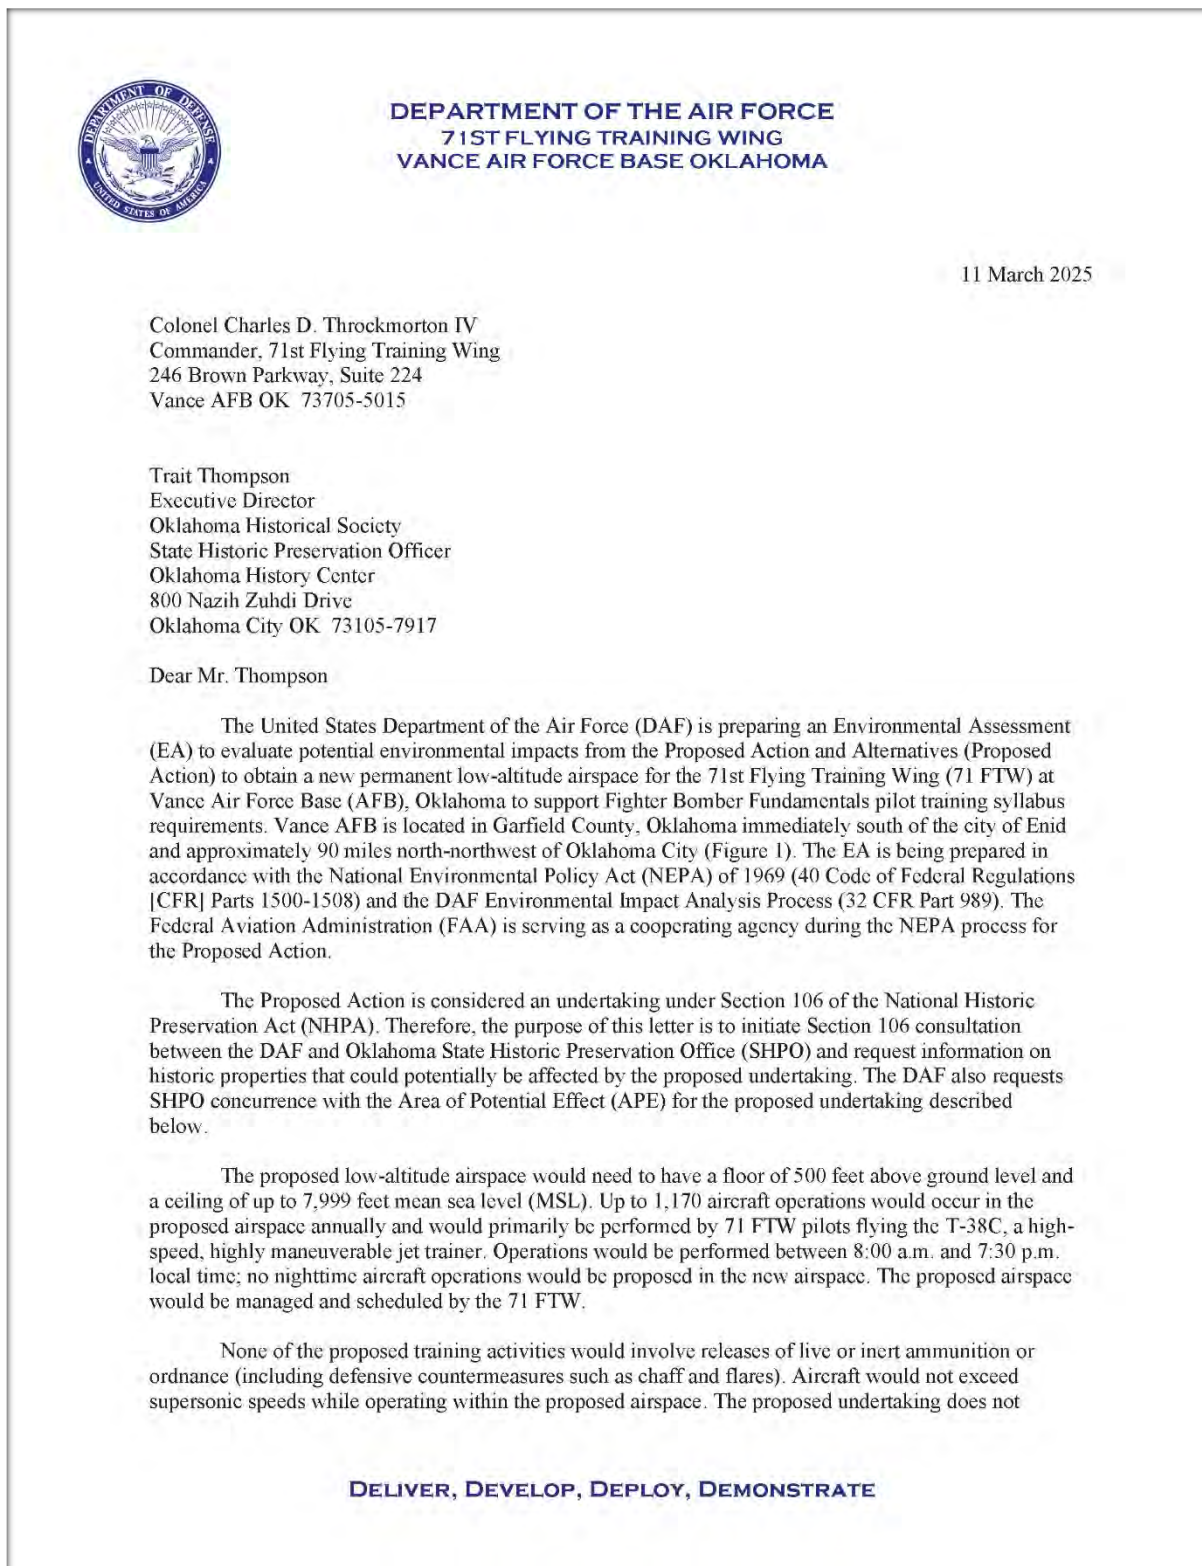 DEPARTMENT OF DEFENSE
UNITED STATES OF AMERICA
DEPARTMENT OF THE AIR FORCE
71ST FLYING TRAINING WING
VANCE AIR FORCE BASE OKLAHOMA
11 March 2025
Colonel Charles D. Throckmorton IV
Commander, 71st Flying Training Wing
246 Brown Parkway, Suite 224
Vance AFB OK 73705-5015
Trait Thompson
Executive Director
Oklahoma Historical Society
State Historic Preservation Officer
Oklahoma History Center
800 Nazih Zuhdi Drive
Oklahoma City OK 73105-7917
Dear Mr. Thompson
The United States Department of the Air Force (DAF) is preparing an Environmental Assessment
(EA) to evaluate potential environmental impacts from the Proposed Action and Alternatives (Proposed
Action) to obtain a new permanent low-altitude airspace for the 71st Flying Training Wing (71 FTW) at
Vance Air Force Base (AFB), Oklahoma to support Fighter Bomber Fundamentals pilot training syllabus
requirements. Vance AFB is located in Garfield County, Oklahoma immediately south of the city of Enid
and approximately 90 miles north-northwest of Oklahoma City (Figure 1). The EA is being prepared in
accordance with the National Environmental Policy Act (NEPA) of 1969 (40 Code of Federal Regulations
[CFR] Parts 1500-1508) and the DAF Environmental Impact Analysis Process (32 CFR Part 989). The
Federal Aviation Administration (FAA) is serving as a cooperating agency during the NEPA process for
the Proposed Action.
The Proposed Action is considered an undertaking under Section 106 of the National Historic
Preservation Act (NHPA). Therefore, the purpose of this letter is to initiate Section 106 consultation
between the DAF and Oklahoma State Historic Preservation Office (SHPO) and request information on
historic properties that could potentially be affected by the proposed undertaking. The DAF also requests
SHPO concurrence with the Area of Potential Effect (APE) for the proposed undertaking described
below.
The proposed low-altitude airspace would need to have a floor of 500 feet above ground level and
a ceiling of up to 7,999 feet mean sea level (MSL). Up to 1,170 aircraft operations would occur in the
proposed airspace annually and would primarily be performed by 71 FTW pilots flying the T-38C, a high-
speed, highly maneuverable jet trainer. Operations would be performed between 8:00 a.m. and 7:30 p.m.
local time; no nighttime aircraft operations would be proposed in the new airspace. The proposed airspace
would be managed and scheduled by the 71 FTW.
None of the proposed training activities would involve releases of live or inert ammunition or
ordnance (including defensive countermeasures such as chaff and flares). Aircraft would not exceed
supersonic speeds while operating within the proposed airspace. The proposed undertaking does not
DELIVER, DEVELOP, DEPLOY, DEMONSTRATE